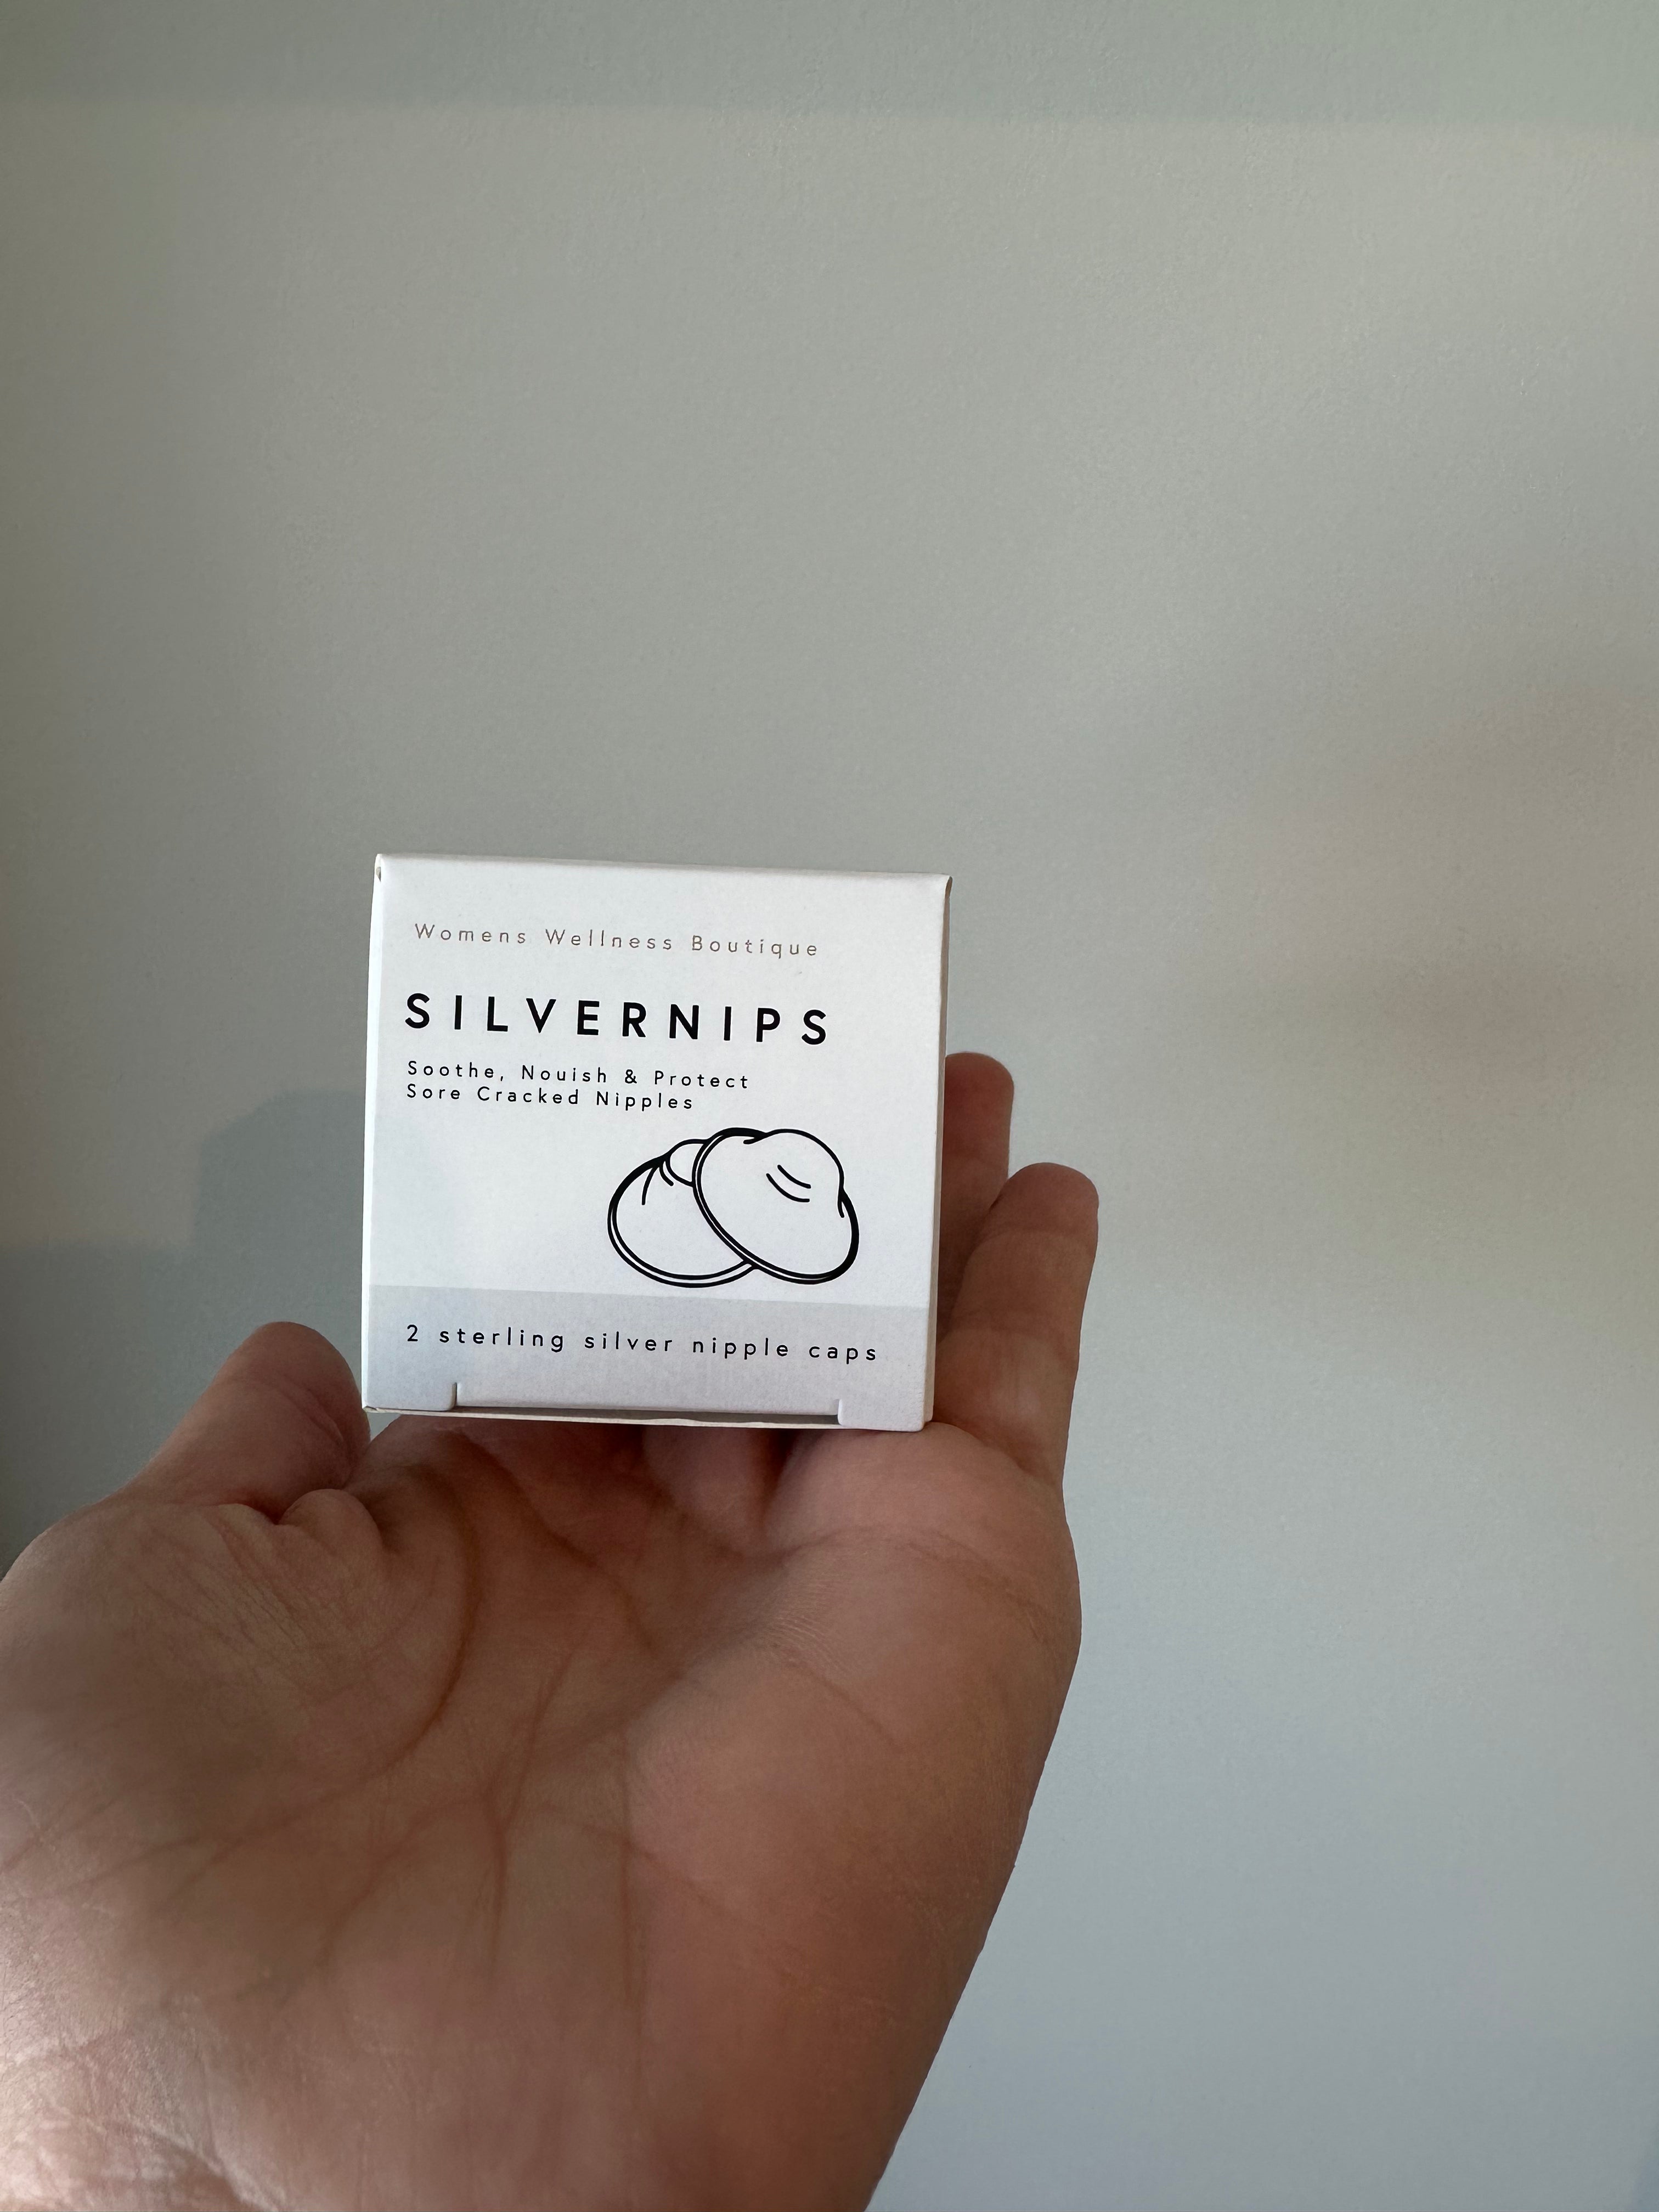 Womens Wellness Boutique
SILVERNIPS
Soothe, Nouish & Protect
Sore Cracked Nipples
2 sterling silver nipple caps